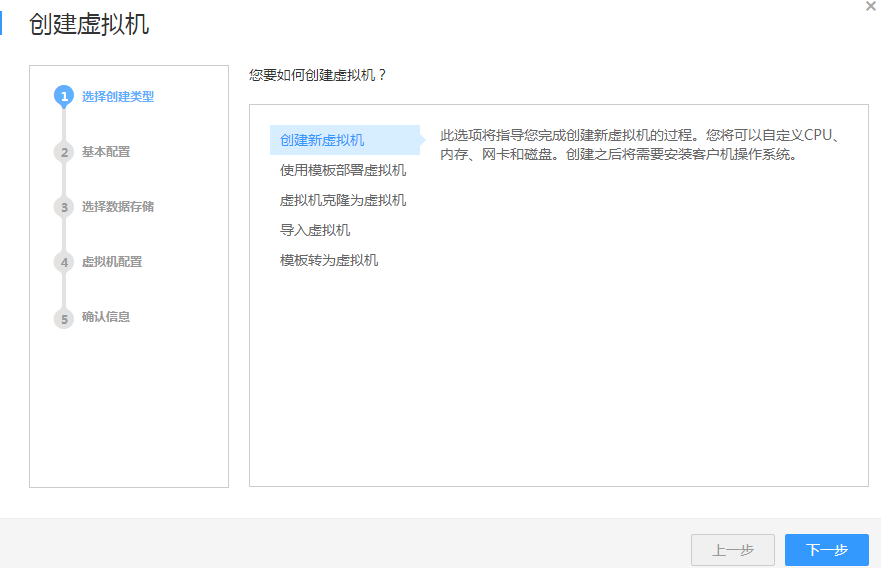 创建虚拟机
1 选择创建类型
2 基本配置
3 选择数据存储
4 虚拟机配置
5 确认信息
您要如何创建虚拟机？
创建新虚拟机
使用模板部署虚拟机
虚拟机克隆为虚拟机
导入虚拟机
模板转为虚拟机
此选项将指导您完成创建新虚拟机的过程。您将可以自定义CPU、
内存、网卡和磁盘。创建之后将需要安装客户机操作系统。
上一步
下一步